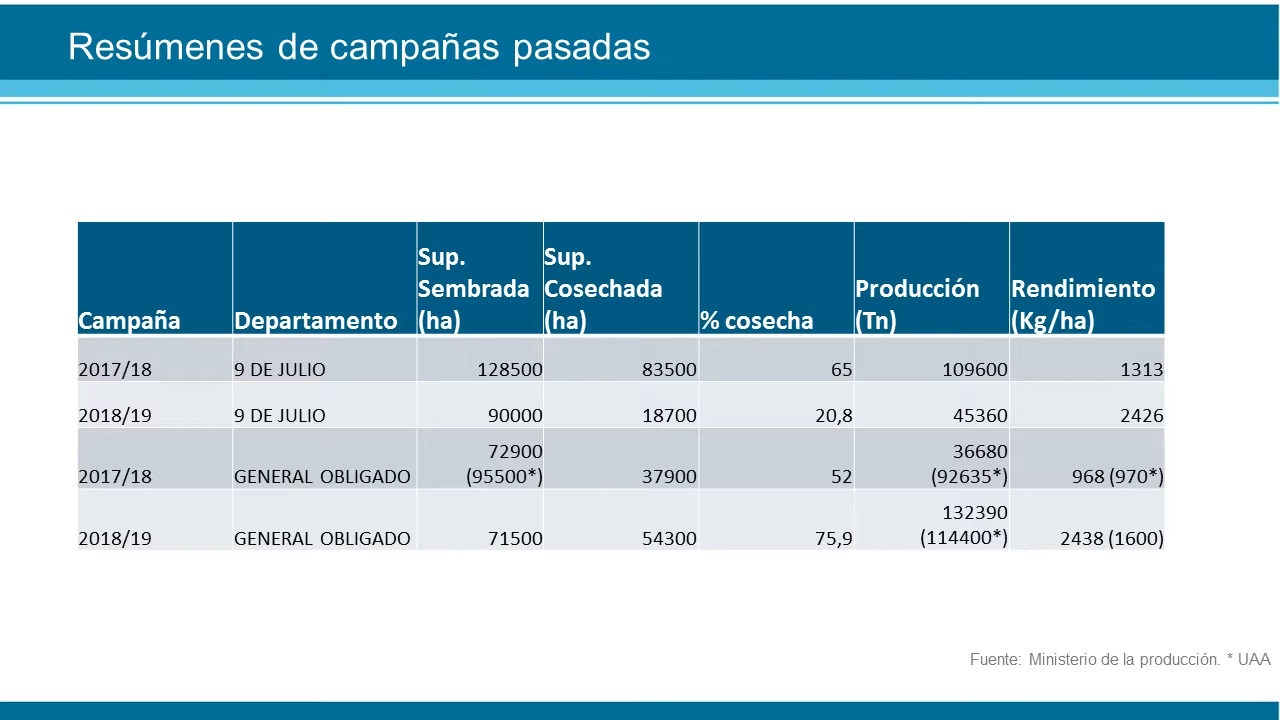 Resúmenes de campañas pasadas
Campaña Departamento Sup. Sembrada (ha) Sup. Cosechada (ha) % cosecha Producción (Tn) Rendimiento (Kg/ha)
2017/18 9 DE JULIO 128500 83500 65 109600 1313
2018/19 9 DE JULIO 90000 18700 20,8 45360 2426
2017/18 GENERAL OBLIGADO 72900 (95500*) 37900 52 36680 (92635*) 968 (970*)
2018/19 GENERAL OBLIGADO 71500 54300 75,9 132390 (114400*) 2438 (1600)
Fuente: Ministerio de la producción. * UAA